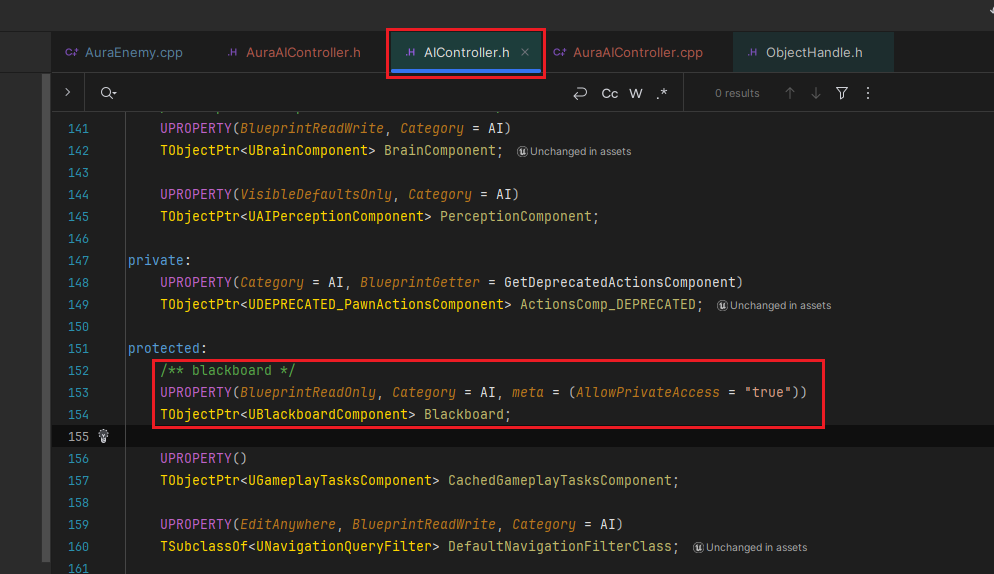 AuraEnemy.cpp .H AuraAIController.h .H AIController.h × AuraAIController.cpp .H ObjectHandle.h
Cc W .* 0 results
141 UPROPERTY(BlueprintReadWrite, Category = AI)
142 TObjectPtr<UBrainComponent> BrainComponent; Unchanged in assets
143
144 UPROPERTY(VisibleDefaultsOnly, Category = AI)
145 TObjectPtr<UAIPerceptionComponent> PerceptionComponent;
146
147 private:
148 UPROPERTY(Category = AI, BlueprintGetter = GetDeprecatedActionsComponent)
149 TObjectPtr<UDEPRECATED_PawnActionsComponent> ActionsComp_DEPRECATED; Unchanged in assets
150
151 protected:
152 /** blackboard */
153 UPROPERTY(BlueprintReadOnly, Category = AI, meta = (AllowPrivateAccess = "true"))
154 TObjectPtr<UBlackboardComponent> Blackboard;
155
156 UPROPERTY()
157 TObjectPtr<UGameplayTasksComponent> CachedGameplayTasksComponent;
158
159 UPROPERTY(EditAnywhere, BlueprintReadWrite, Category = AI)
160 TSubclassOf<UNavigationQueryFilter> DefaultNavigationFilterClass; Unchanged in assets
161